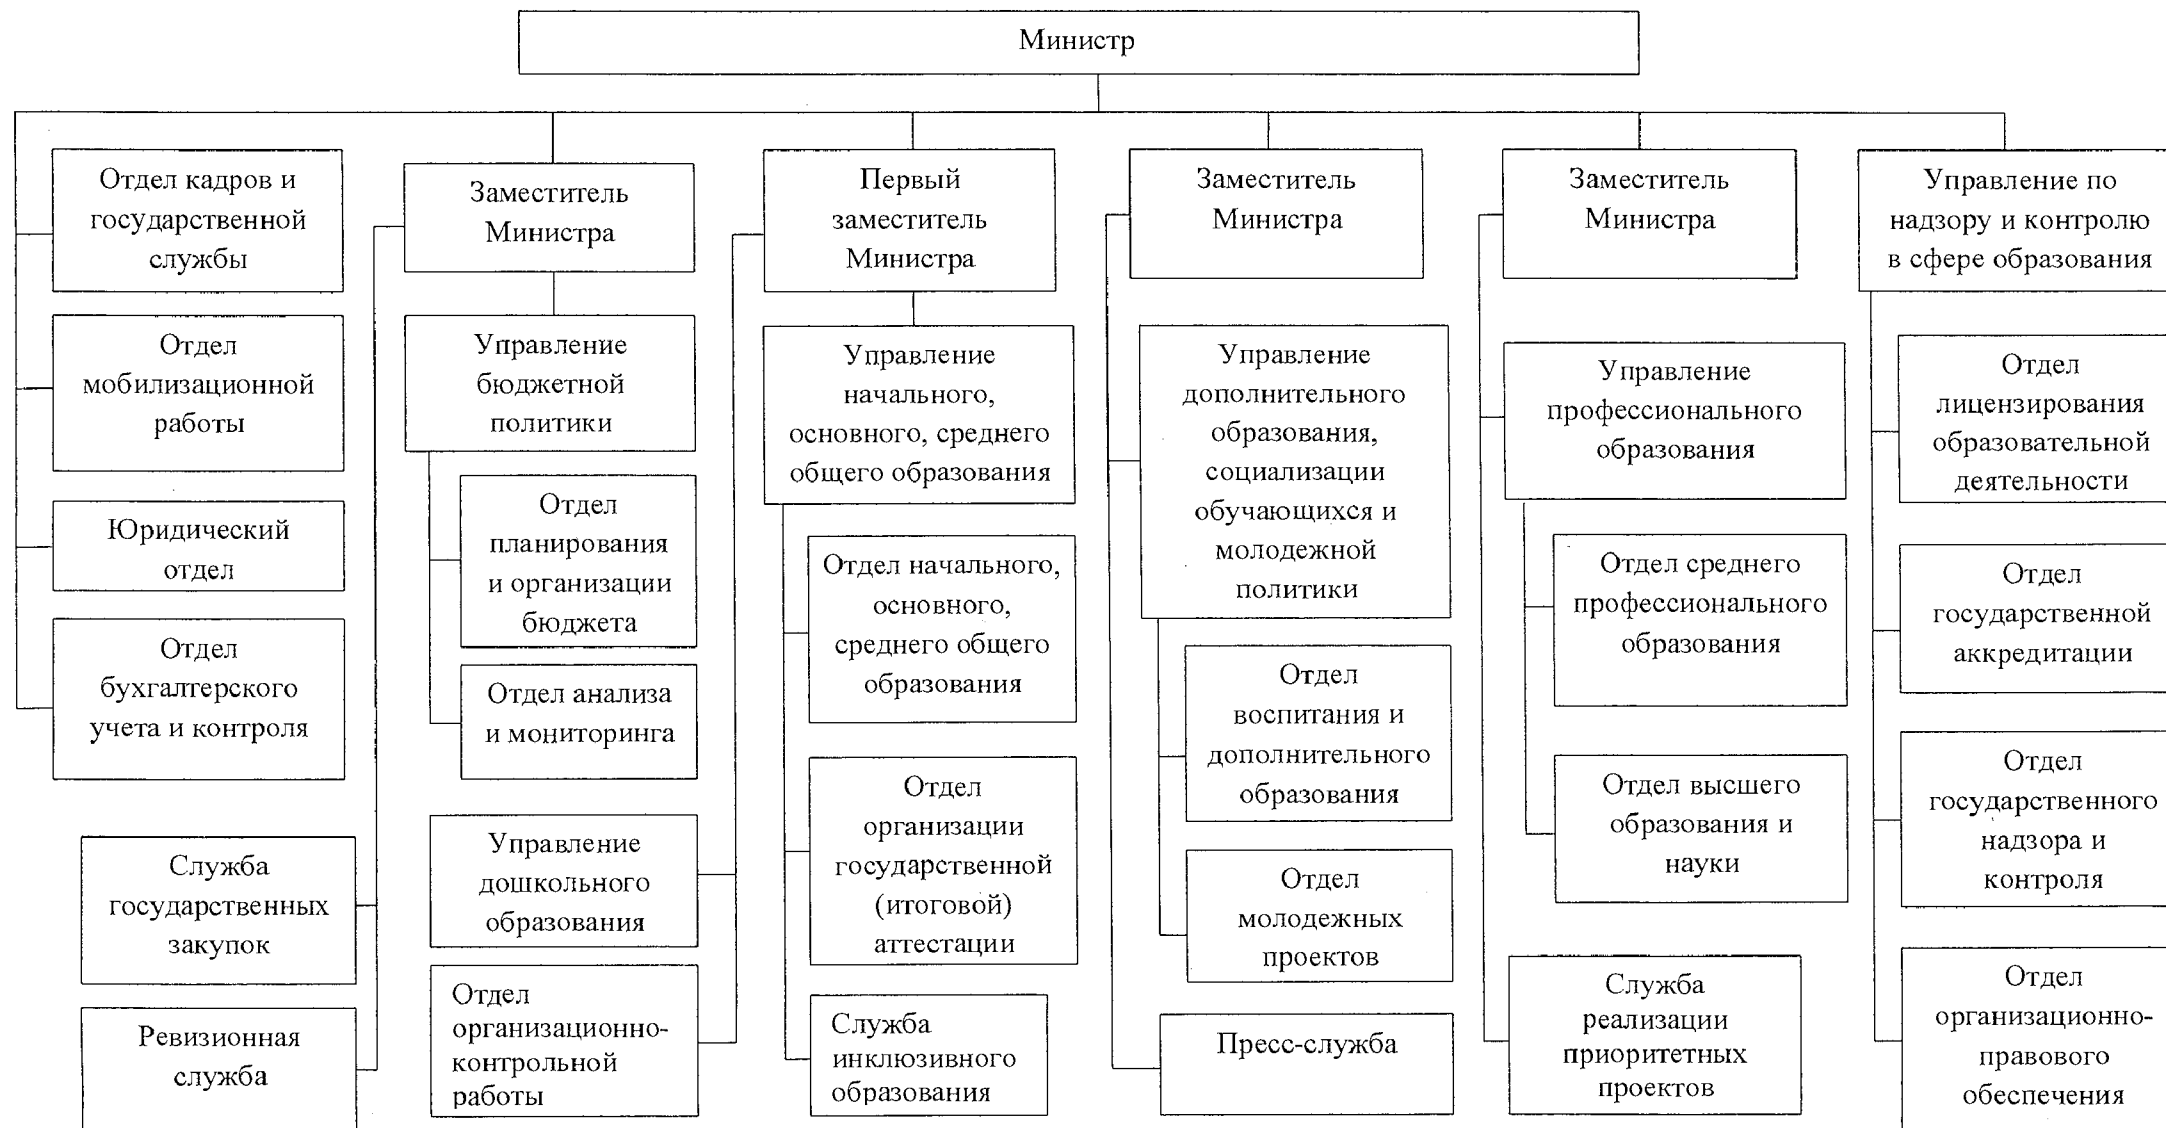 Министр
Отдел кадров и
государственной
службы
Отдел
мобилизационной
работы
Юридический
отдел
Отдел
бухгалтерского
учета и контроля
Служба
государственных
закупок
Ревизионная
служба
Заместитель
Министра
Управление
бюджетной
политики
Отдел
планирования
и организации
бюджета
Отдел анализа
и мониторинга
Управление
дошкольного
образования
Отдел
организационно-
контрольной
работы
Первый
заместитель
Министра
Управление
начального,
основного, среднего
общего образования
Отдел начального,
основного,
среднего общего
образования
Отдел
организации
государственной
(итоговой)
аттестации
Служба
инклюзивного
образования
Заместитель
Министра
Управление
дополнительного
образования,
социализации
обучающихся и
молодежной
политики
Отдел
воспитания и
дополнительного
образования
Отдел
молодежных
проектов
Пресс-служба
Заместитель
Министра
Управление
профессионального
образования
Отдел среднего
профессионального
образования
Отдел высшего
образования и
науки
Служба
реализации
приоритетных
проектов
Управление по
надзору и контролю
в сфере образования
Отдел
лицензирования
образовательной
деятельности
Отдел
государственной
аккредитации
Отдел
государственного
надзора и
контроля
Отдел
организационно-
правового
обеспечения